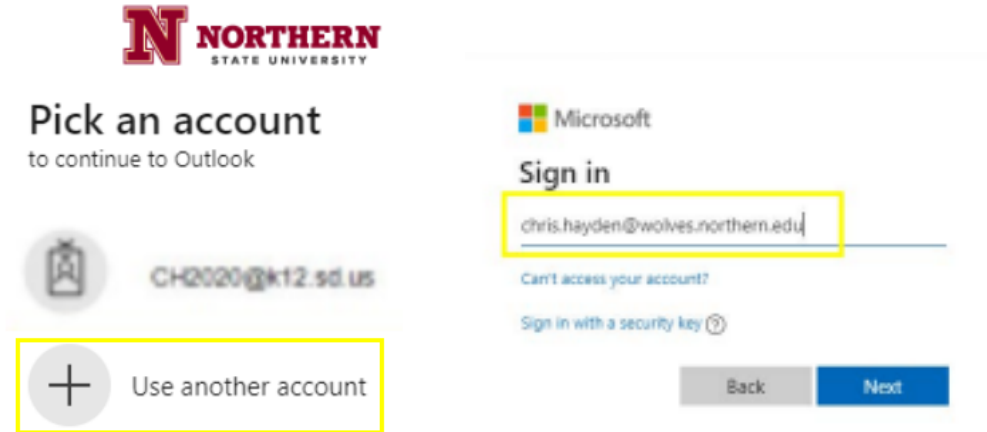 N NORTHERN
STATE UNIVERSITY
Pick an account
to continue to Outlook
CH2020@k12.sd.us
Use another account
Microsoft
Sign in
chris.hayden@wolves.northern.edu
Can't access your account?
Sign in with a security key
Back
Next